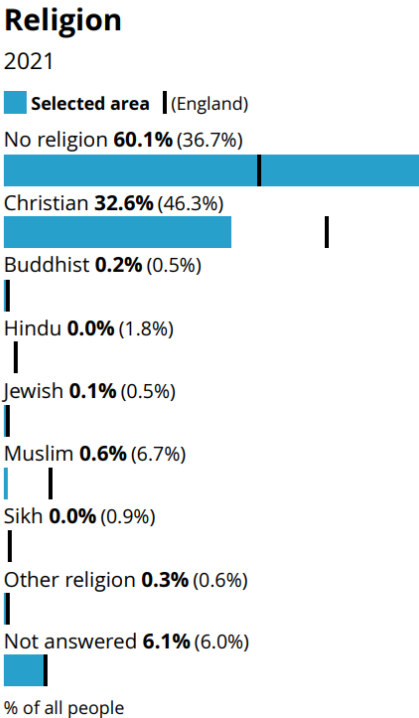 Religion
2021
Selected area (England)
No religion 60.1% (36.7%)
Christian 32.6% (46.3%)
Buddhist 0.2% (0.5%)
Hindu 0.0% (1.8%)
Jewish 0.1% (0.5%)
Muslim 0.6% (6.7%)
Sikh 0.0% (0.9%)
Other religion 0.3% (0.6%)
Not answered 6.1% (6.0%)
% of all people